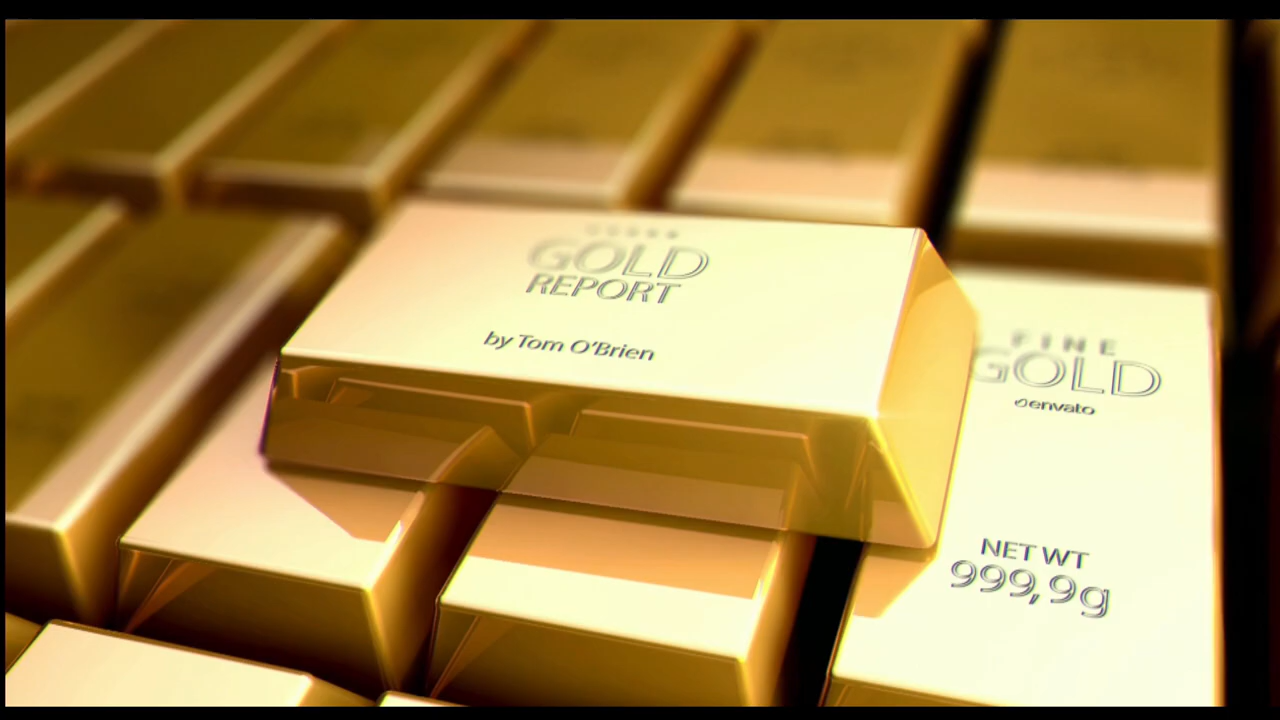 GOLD
REPORT
by Tom O'Brien
FINE
GOLD
envato
NET WT
999,9g